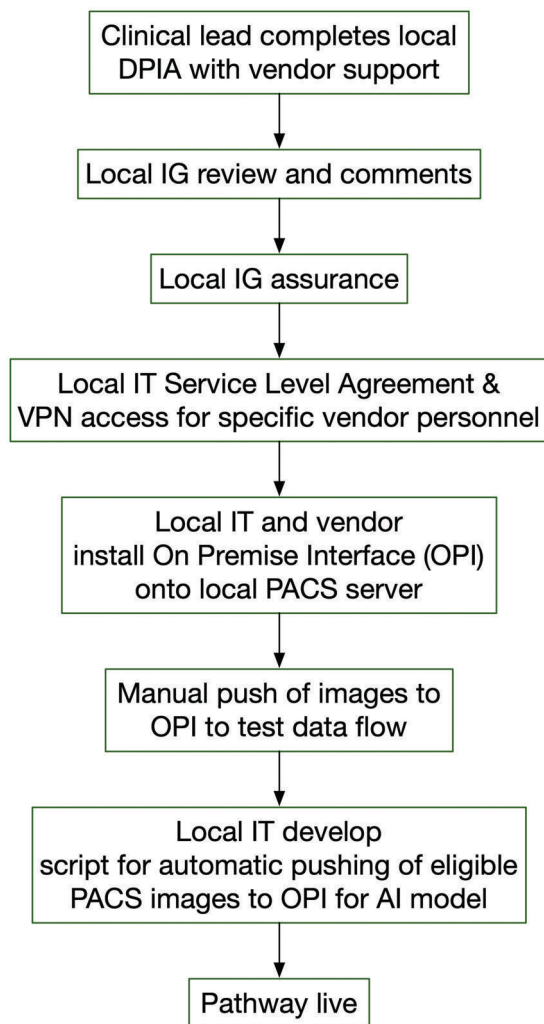 Clinical lead completes local
DPIA with vendor support
Local IG review and comments
Local IG assurance
Local IT Service Level Agreement &
VPN access for specific vendor personnel
Local IT and vendor
install On Premise Interface (OPI)
onto local PACS server
Manual push of images to
OPI to test data flow
Local IT develop
script for automatic pushing of eligible
PACS images to OPI for AI model
Pathway live